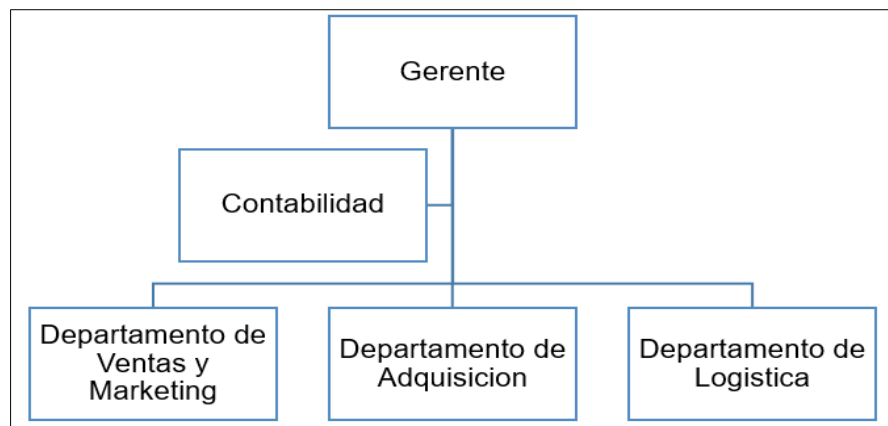 Gerente
Contabilidad
Departamento de
Ventas y
Marketing
Departamento de
Adquisicion
Departamento de
Logistica